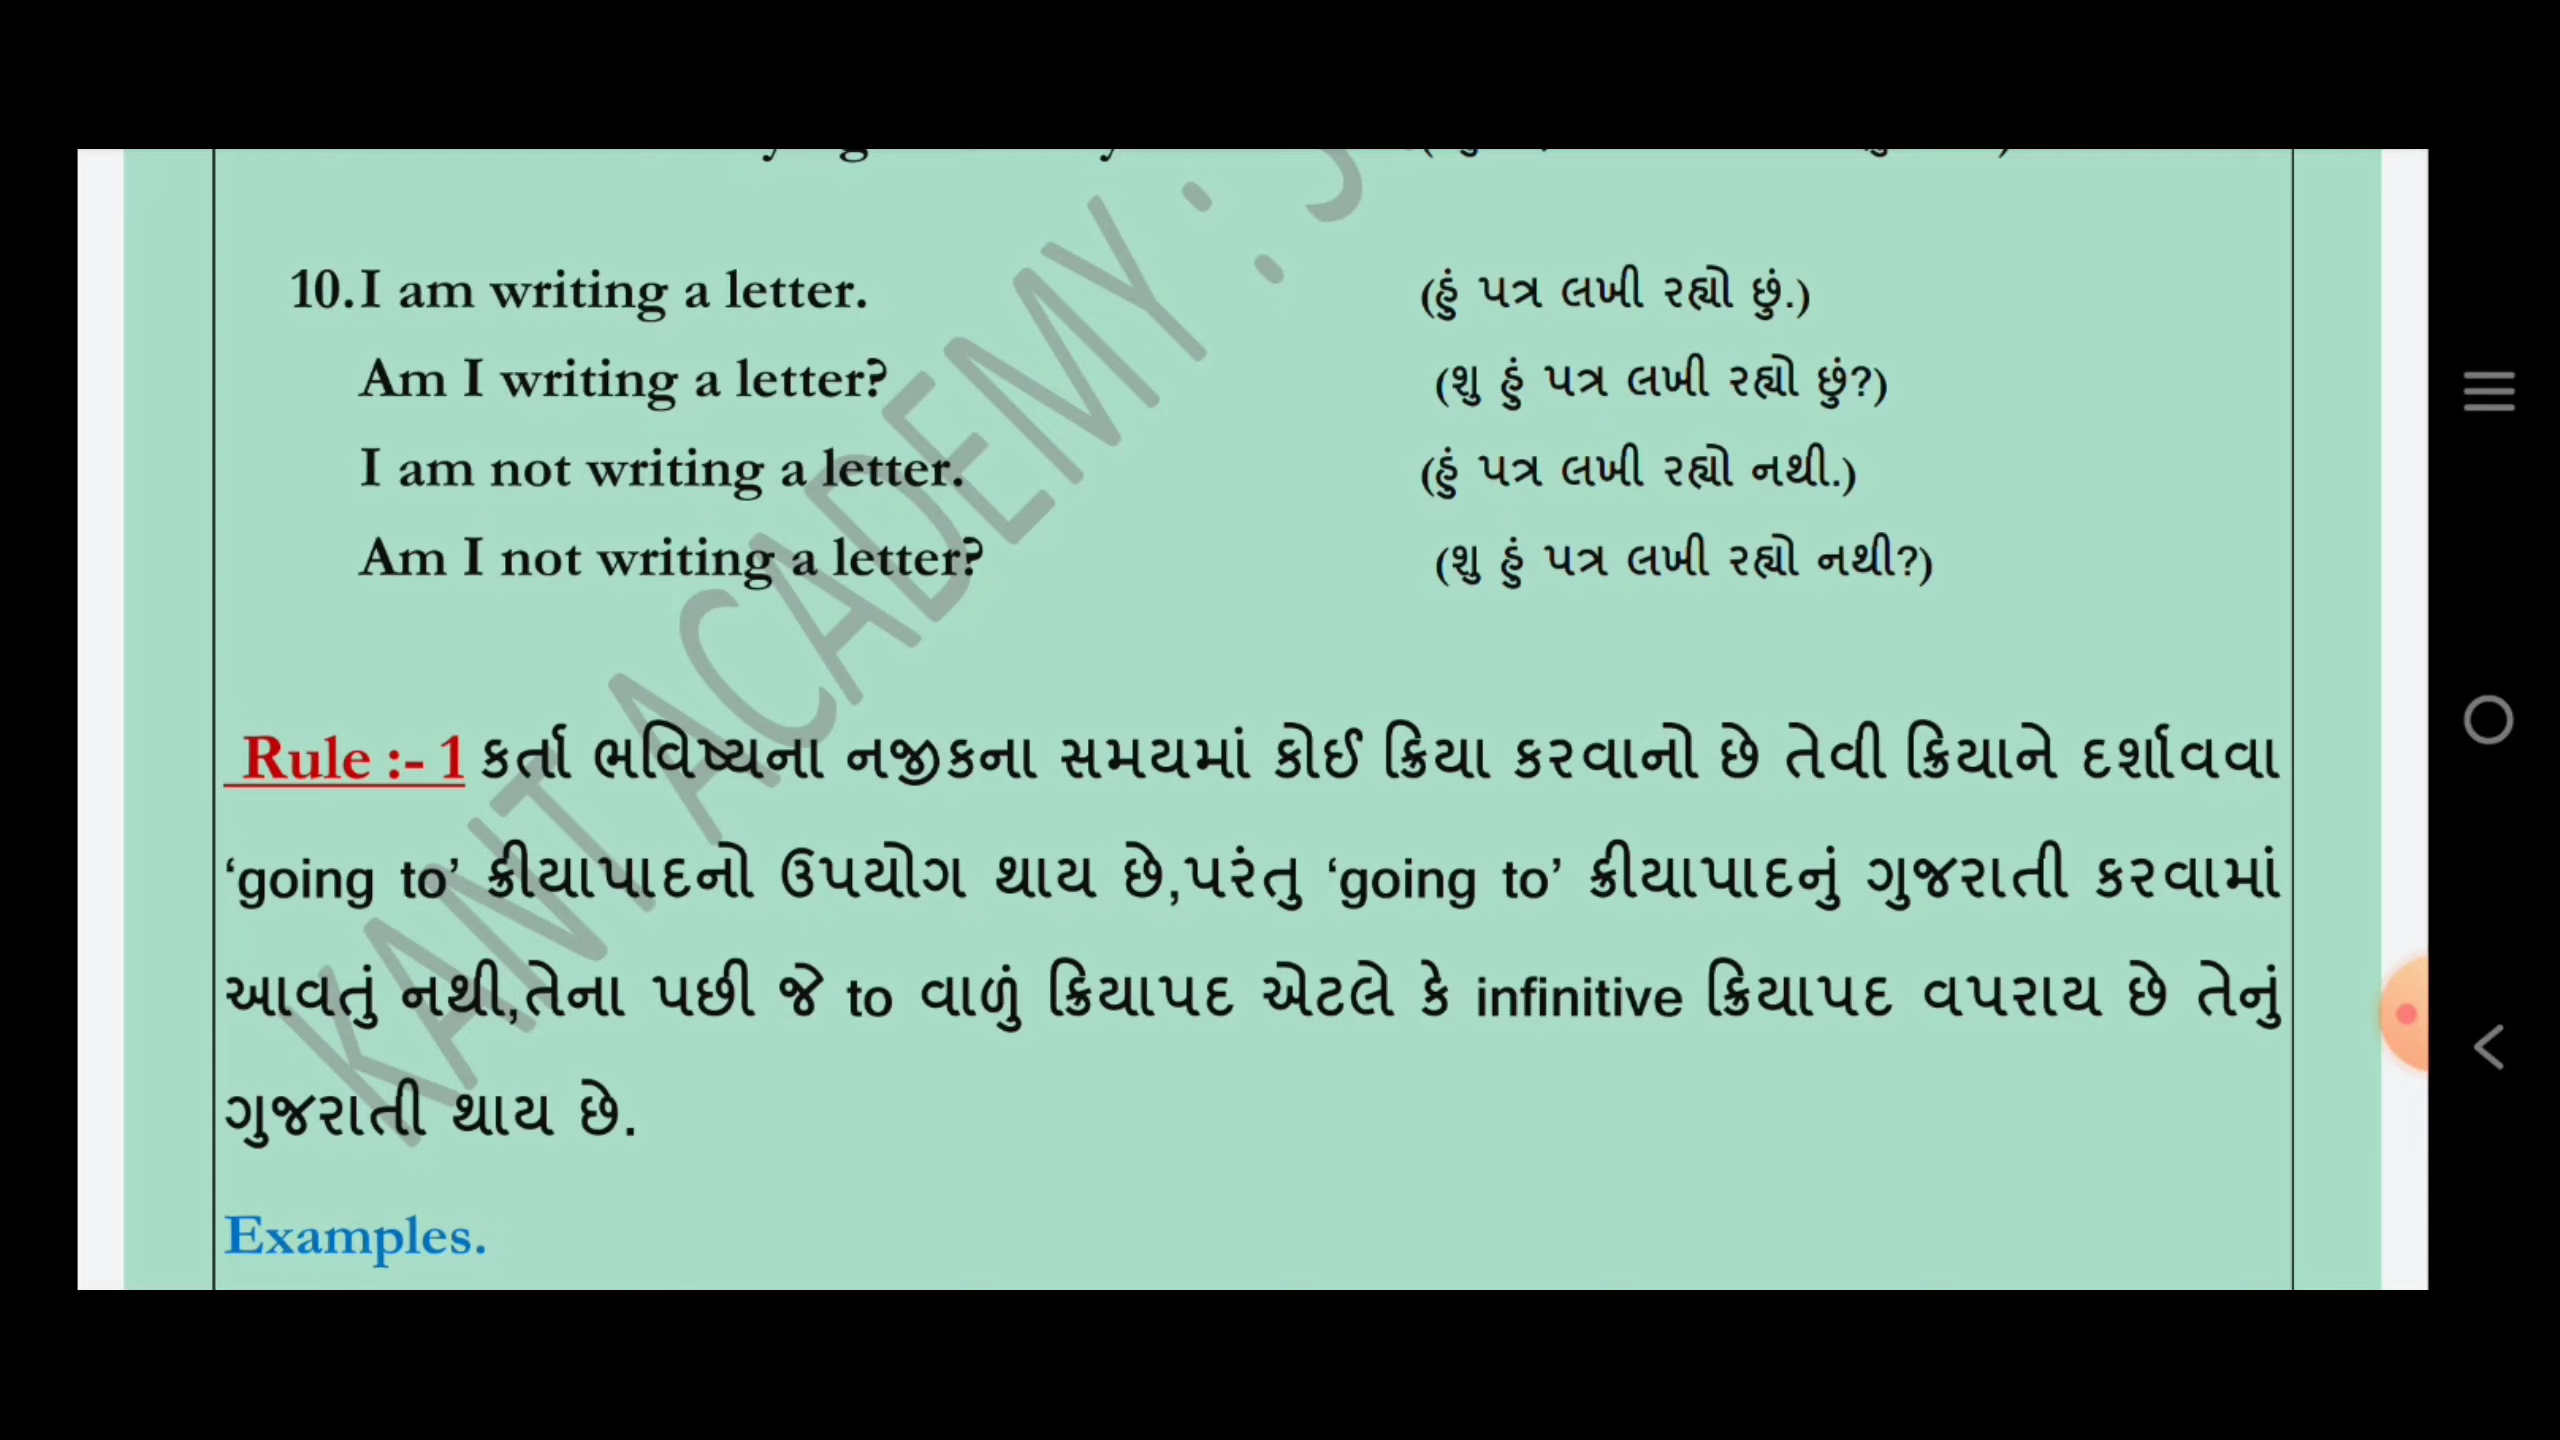 10. I am writing a letter. (હું પત્ર લખી રહ્યો છું.)
Am I writing a letter? (શુ હું પત્ર લખી રહ્યો છું?)
I am not writing a letter. (હું પત્ર લખી રહ્યો નથી.)
Am I not writing a letter? (શુ હું પત્ર લખી રહ્યો નથી?)
KANT ACADEMY :
Rule :- 1 કર્તા ભવિષ્યના નજીકના સમયમાં કોઈ ક્રિયા કરવાનો છે તેવી ક્રિયાને દર્શાવવા
‘going to’ ક્રીયાપાદનો ઉપયોગ થાય છે,પરંતુ ‘going to’ ક્રીયાપાદનું ગુજરાતી કરવામાં
આવતું નથી,તેના પછી જે to વાળું ક્રિયાપદ એટલે કે infinitive ક્રિયાપદ વપરાય છે તેનું
ગુજરાતી થાય છે.
Examples.